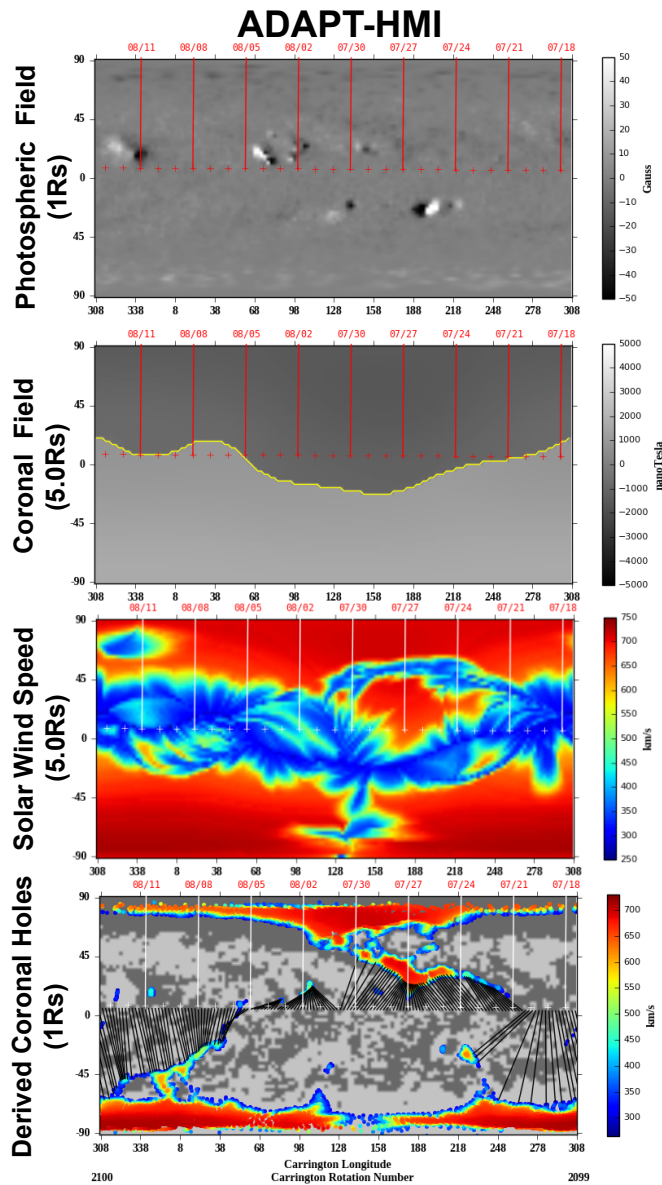 ADAPT-HMI
Photospheric Field
(1Rs)
08/11 08/08 08/05 08/02 07/30 07/27 07/24 07/21 07/18
90
45
0
45
90
308 338 8 38 68 98 128 158 188 218 248 278 308
50
40
30
20
10
0
−10
−20
−30
−40
−50
Gauss
Coronal Field
(5.0Rs)
08/11 08/08 08/05 08/02 07/30 07/27 07/24 07/21 07/18
90
45
0
-45
-90
308 338 8 38 68 98 128 158 188 218 248 278 308
5000
4000
3000
2000
1000
0
−1000
−2000
−3000
−4000
−5000
nanoTesla
Solar Wind Speed
(5.0Rs)
08/11 08/08 08/05 08/02 07/30 07/27 07/24 07/21 07/18
90
45
0
-45
-90
308 338 8 38 68 98 128 158 188 218 248 278 308
750
700
650
600
550
500
450
400
350
300
250
km/s
Derived Coronal Holes
(1Rs)
08/11 08/08 08/05 08/02 07/30 07/27 07/24 07/21 07/18
90
45
0
-45
-90
308 338 8 38 68 98 128 158 188 218 248 278 308
700
650
600
550
500
450
400
350
300
km/s
Carrington Longitude
2100 Carrington Rotation Number 2099